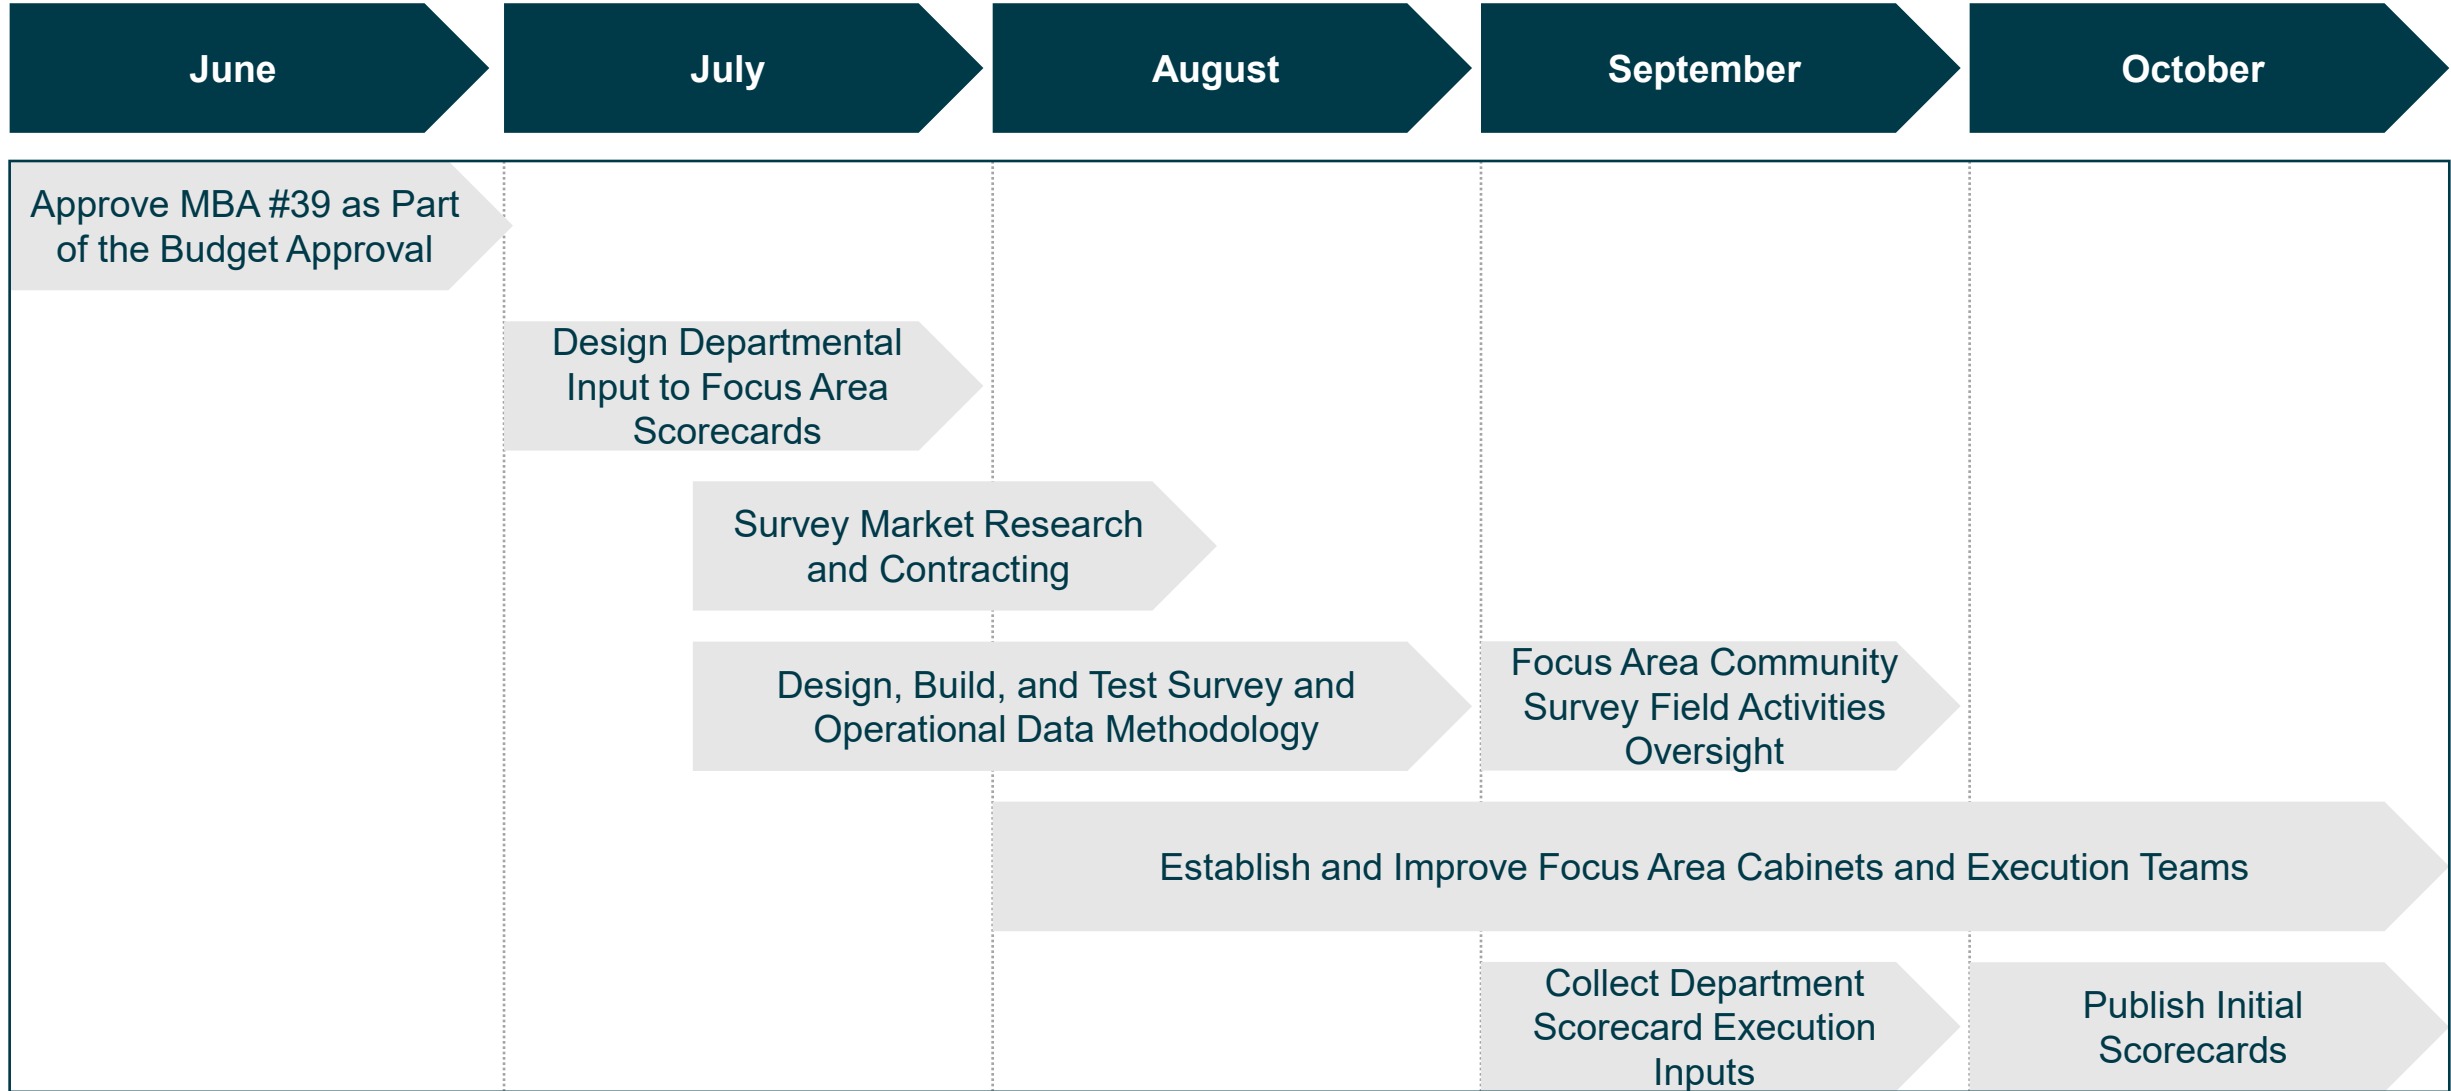 June
July
August
September
October
Approve MBA #39 as Part
of the Budget Approval
Design Departmental
Input to Focus Area
Scorecards
Survey Market Research
and Contracting
Design, Build, and Test Survey and
Operational Data Methodology
Focus Area Community
Survey Field Activities
Oversight
Establish and Improve Focus Area Cabinets and Execution Teams
Collect Department
Scorecard Execution
Inputs
Publish Initial
Scorecards